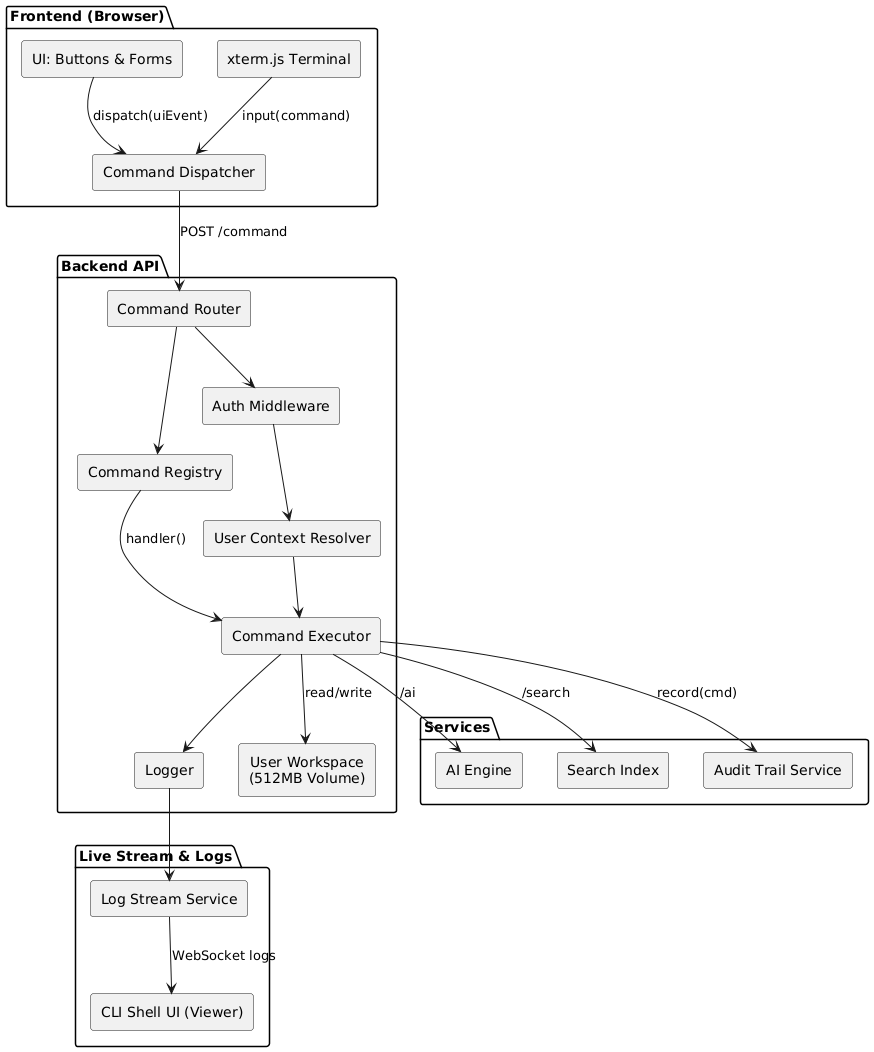 Frontend (Browser)
UI: Buttons & Forms
xterm.js Terminal
dispatch(uiEvent)
input(command)
Command Dispatcher
POST /command
Backend API
Command Router
Auth Middleware
Command Registry
handler()
User Context Resolver
Command Executor
read/write
/ai
/search
record(cmd)
Services
Logger
User Workspace
(512MB Volume)
AI Engine
Search Index
Audit Trail Service
Live Stream & Logs
Log Stream Service
WebSocket logs
CLI Shell UI (Viewer)